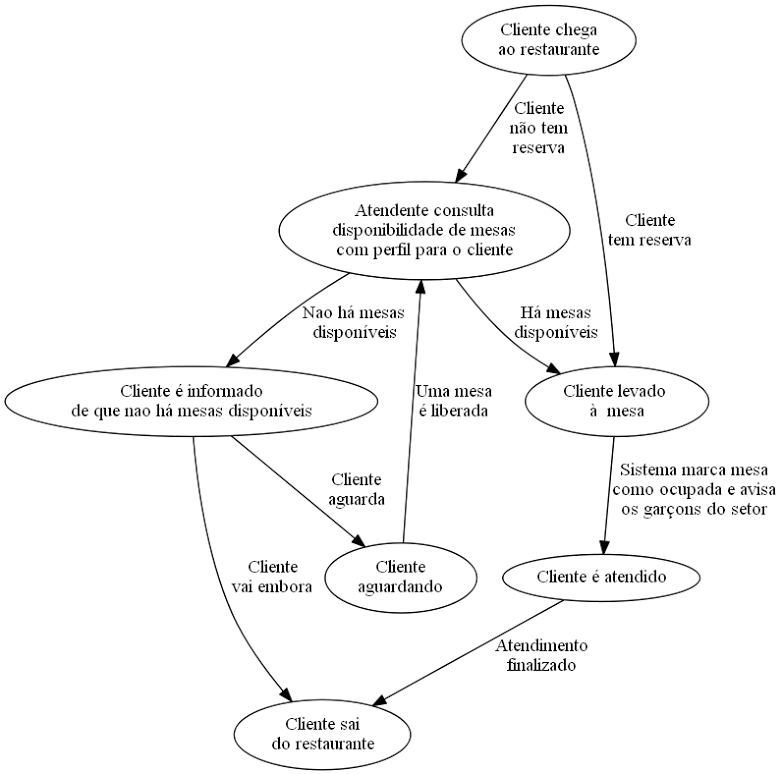 Cliente chega
ao restaurante
Cliente
não tem
reserva
Atendente consulta
disponibilidade de mesas
com perfil para o cliente
Cliente
tem reserva
Nao há mesas
disponíveis
Há mesas
disponíveis
Cliente é informado
de que nao há mesas disponíveis
Uma mesa
é liberada
Cliente levado
à mesa
Cliente
aguarda
Sistema marca mesa
como ocupada e avisa
os garçons do setor
Cliente
vai embora
Cliente
aguardando
Cliente é atendido
Atendimento
finalizado
Cliente sai
do restaurante